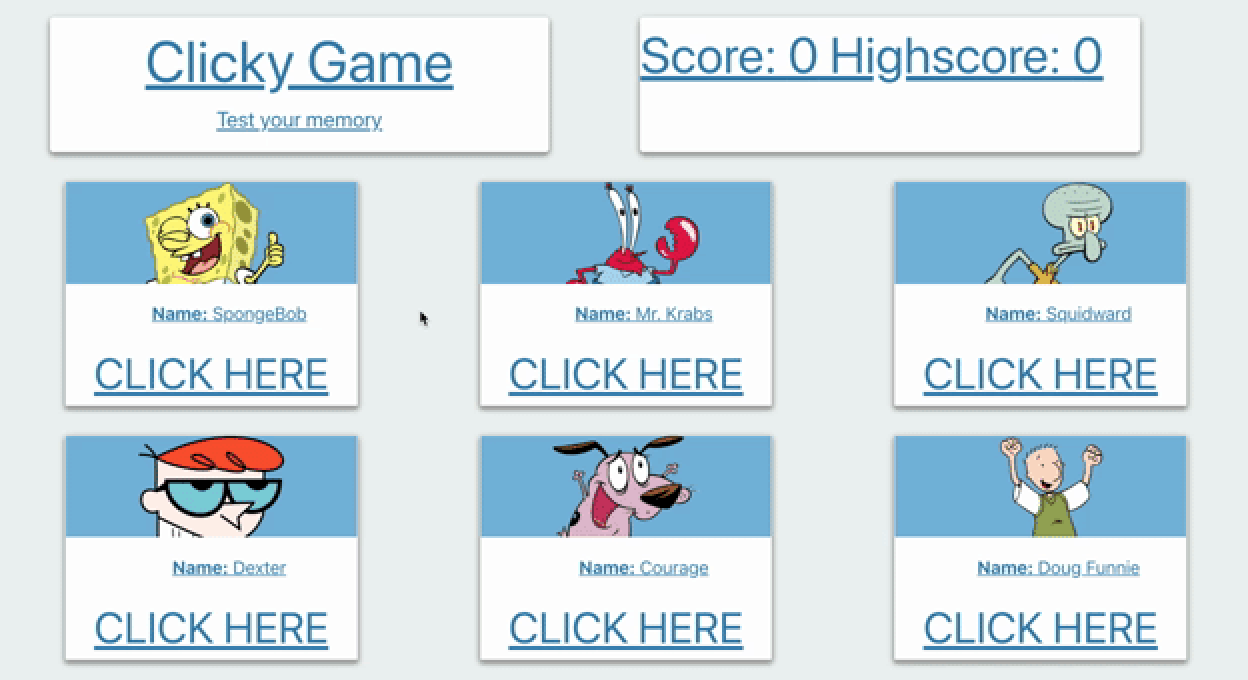 Clicky Game
Test your memory
Score: 0 Highscore: 0
Name: SpongeBob
CLICK HERE
Name: Mr. Krabs
CLICK HERE
Name: Squidward
CLICK HERE
Name: Dexter
CLICK HERE
Name: Courage
CLICK HERE
Name: Doug Funnie
CLICK HERE